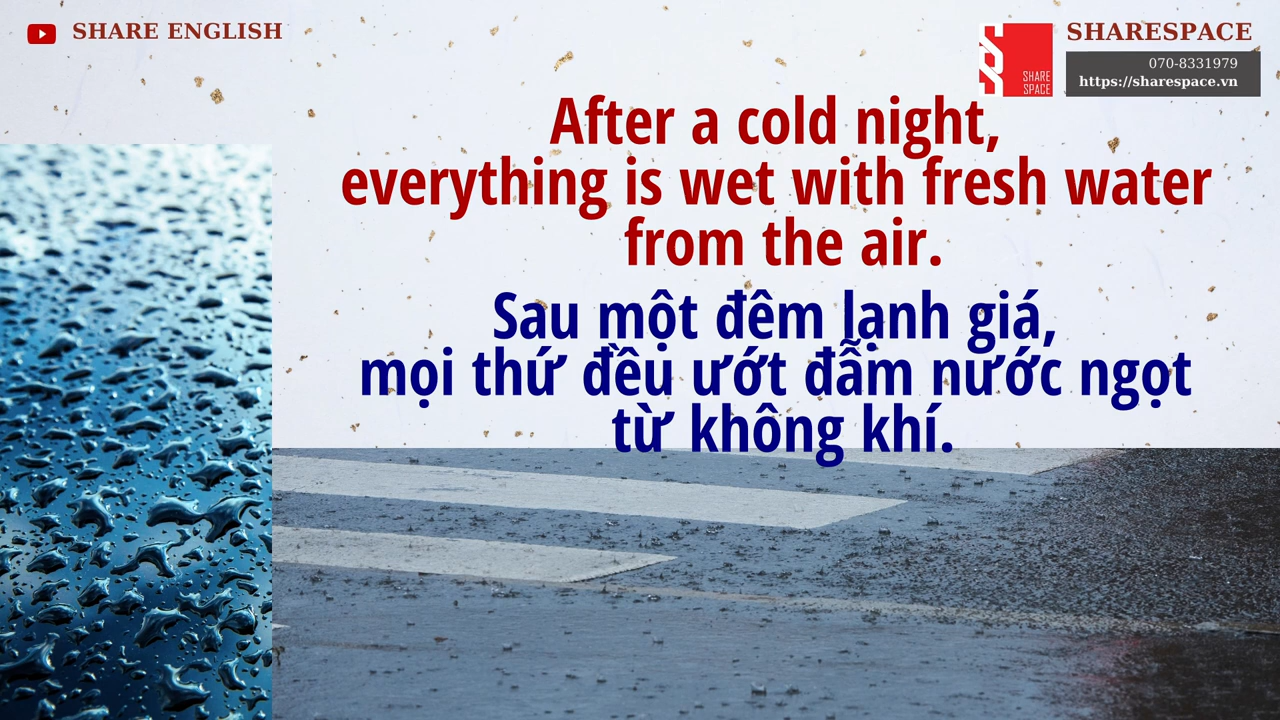 SHARE ENGLISH
SHARESPACE
070-8331979
https://sharespace.vn
SHARE
SPACE
After a cold night,
everything is wet with fresh water
from the air.
Sau một đêm lạnh giá,
mọi thứ đều ướt đẫm nước ngọt
từ không khí.